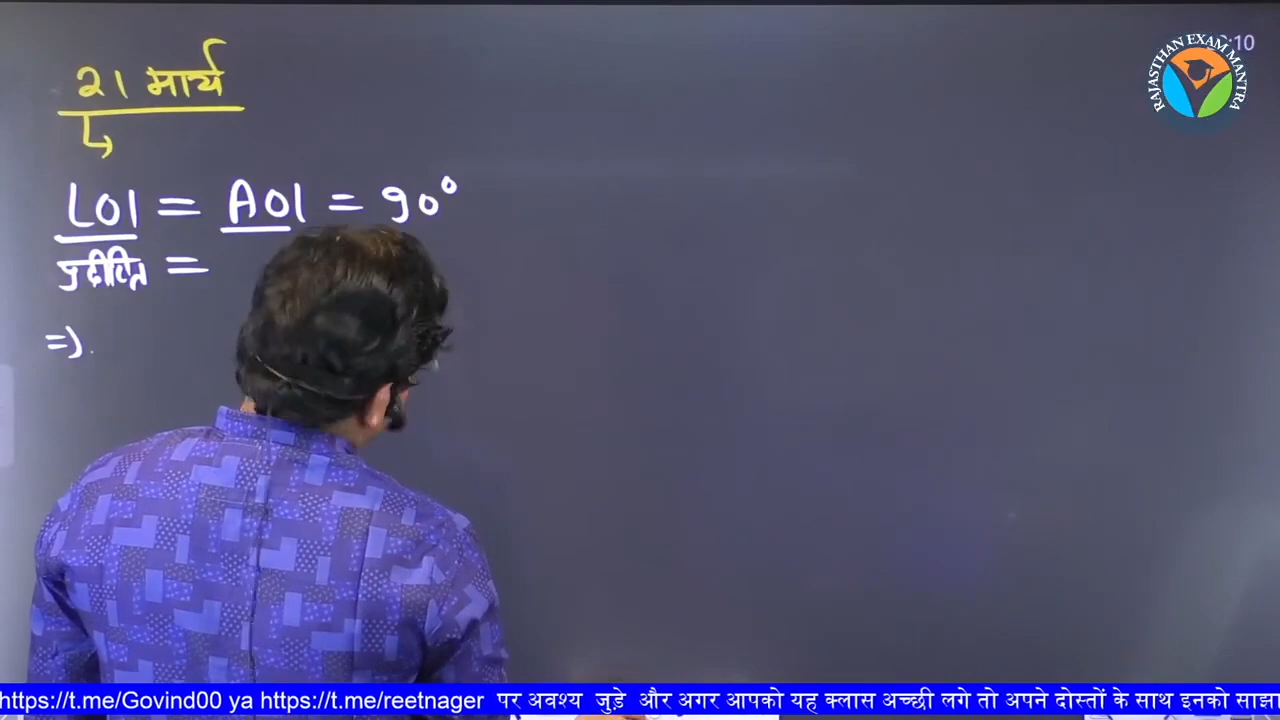 21 मार्च
↳
LOI = AOI = 90°
=
=>
RAJASTHAN EXAM MANTRA
:10
https://t.me/Govind00 ya https://t.me/reetnager पर अवश्य जुड़े और अगर आपको यह क्लास अच्छी लगे तो अपने दोस्तों के साथ इनको साझा